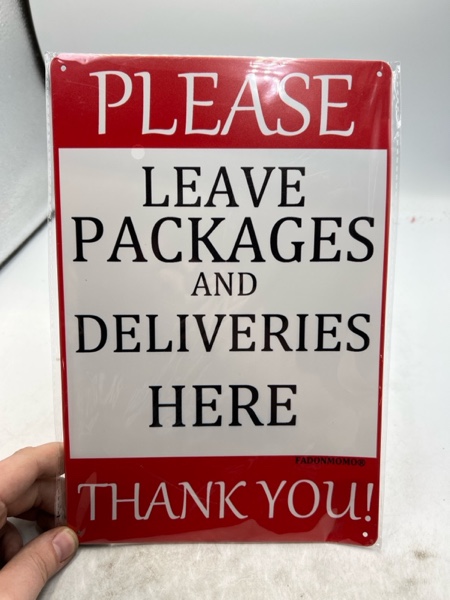 PLEASE
LEAVE
PACKAGES
AND
DELIVERIES
HERE
FADONMOMO®
THANK YOU!